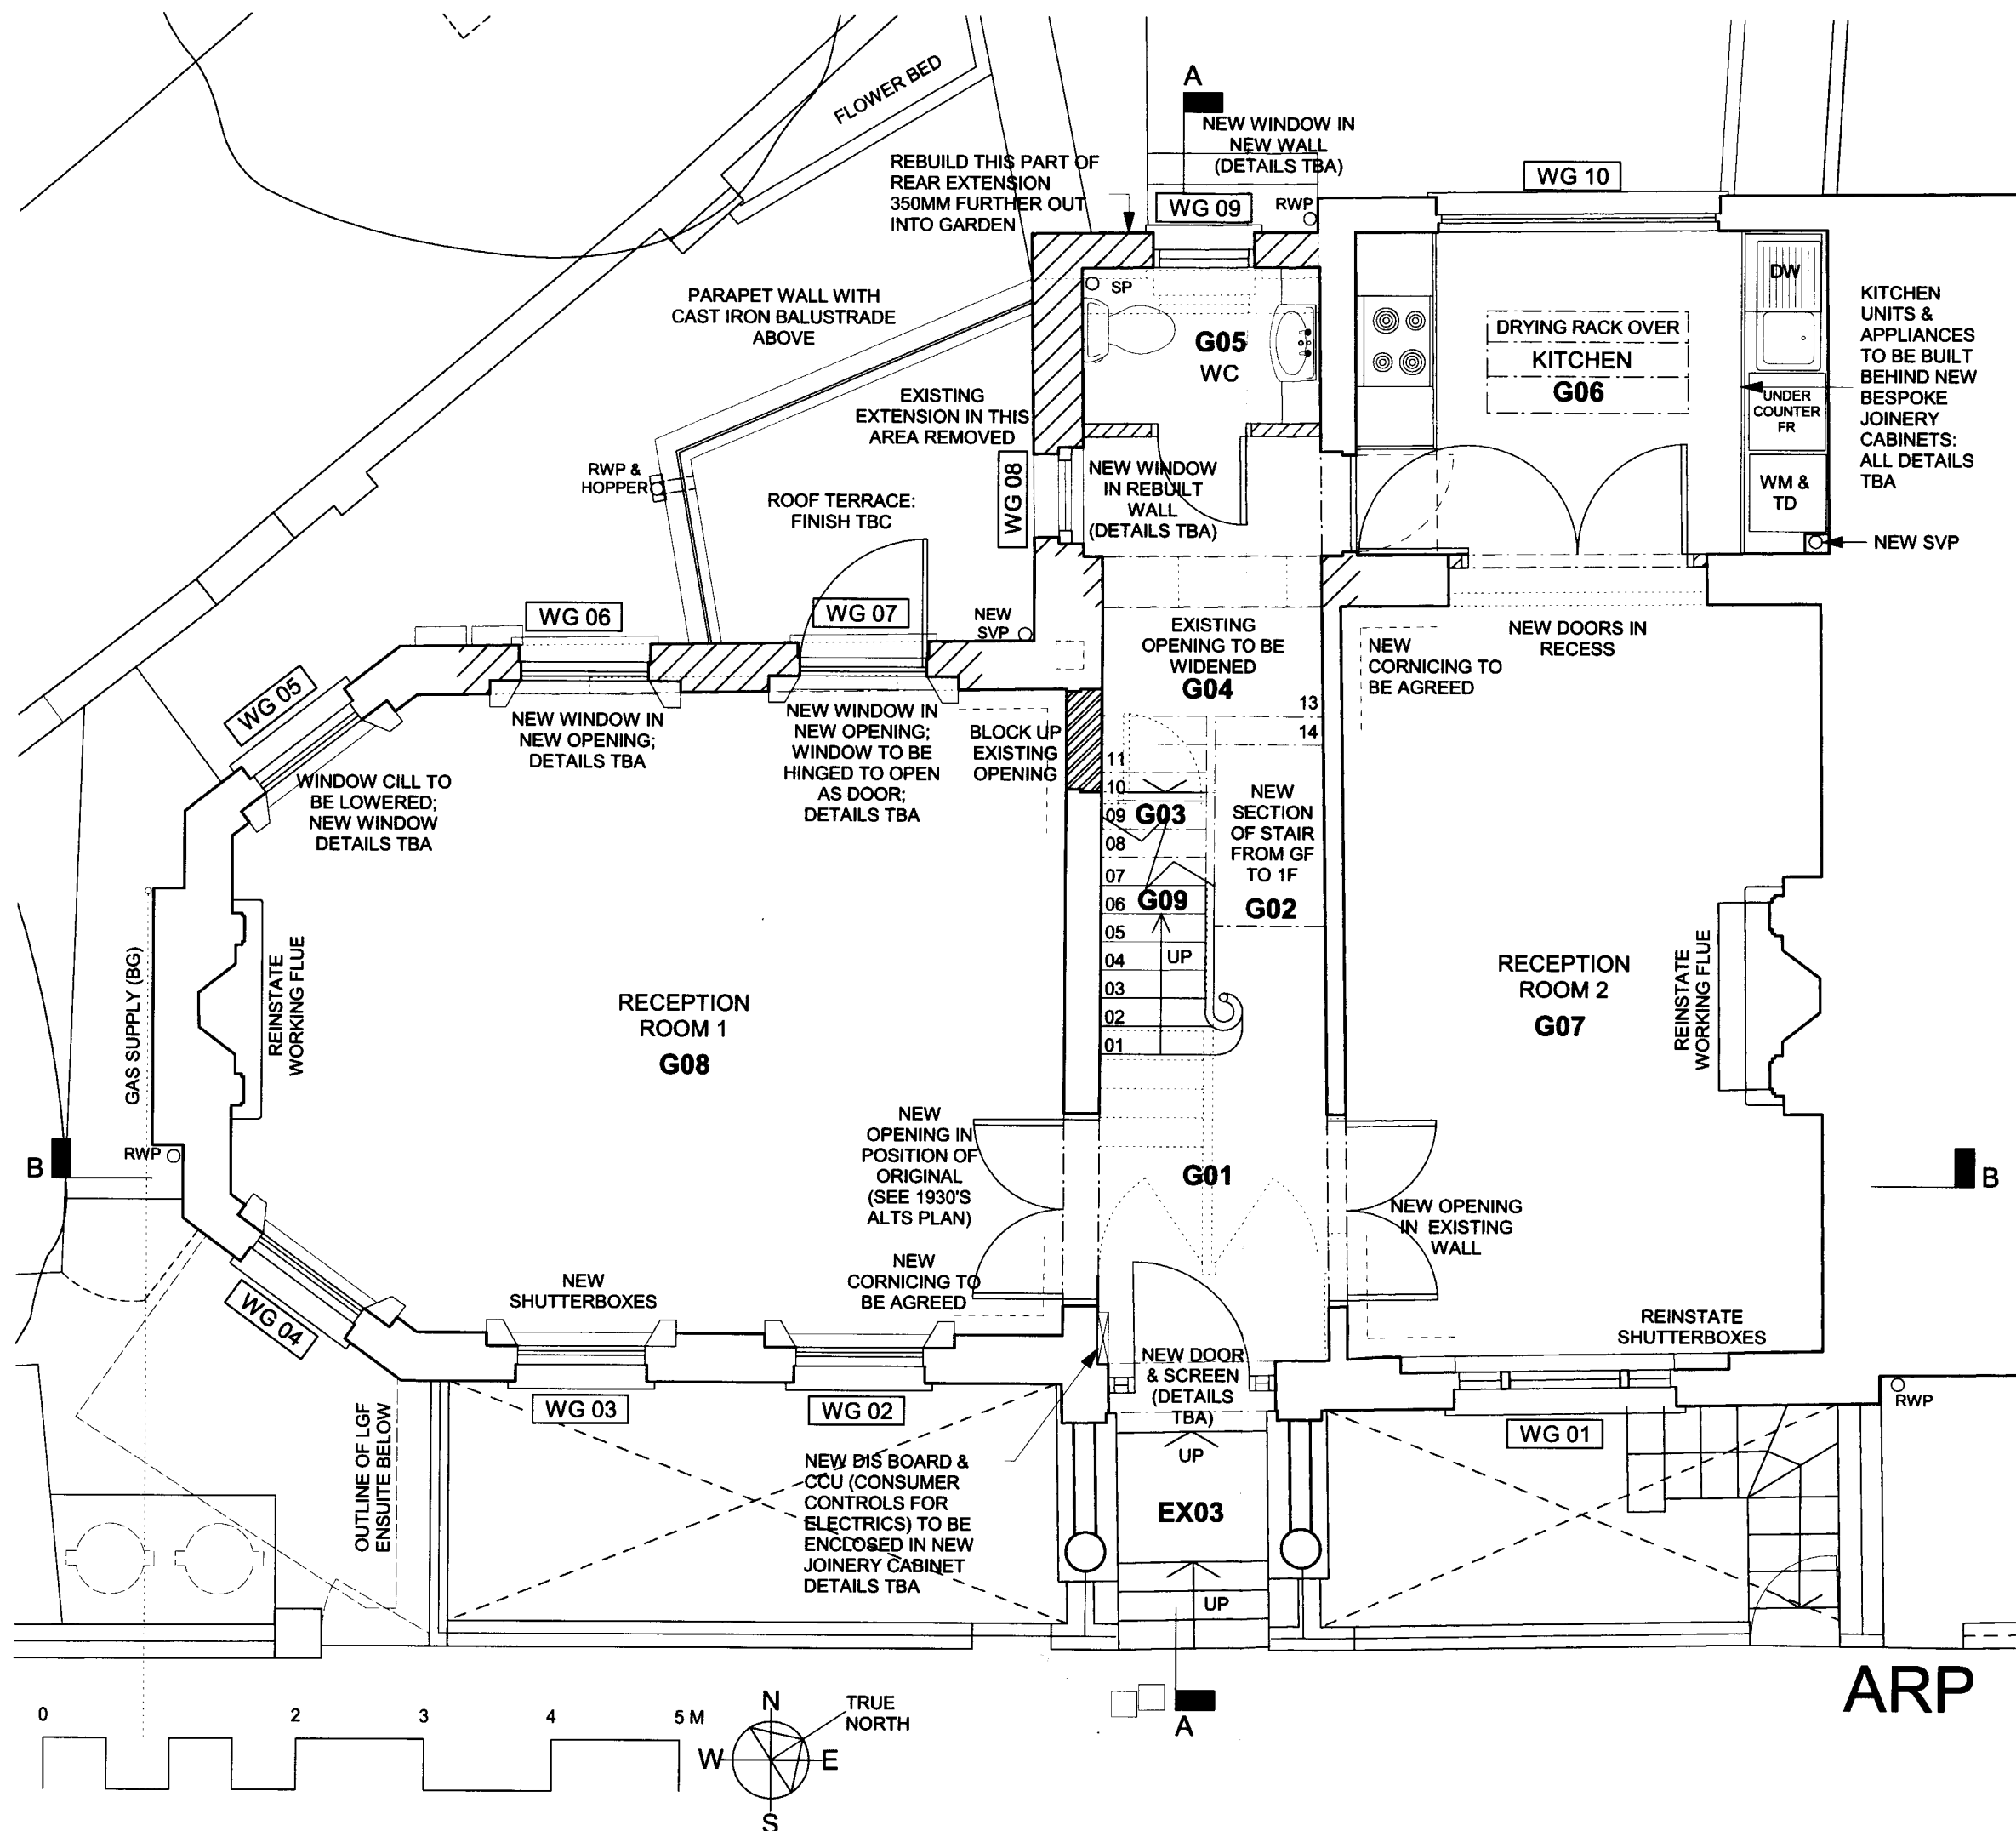 A
FLOWER BED
NEW WINDOW IN
NEW WALL
(DETAILS TBA)
REBUILD THIS PART OF
REAR EXTENSION
350MM FURTHER OUT
INTO GARDEN
WG 09
RWP
WG 10
SP
G05
WC
DW
DRYING RACK OVER
KITCHEN
G06
UNDER
COUNTER
FR
WM &
TD
KITCHEN
UNITS &
APPLIANCES
TO BE BUILT
BEHIND NEW
BESPOKE
JOINERY
CABINETS:
ALL DETAILS
TBA
NEW SVP
PARAPET WALL WITH
CAST IRON BALUSTRADE
ABOVE
EXISTING
EXTENSION IN THIS
AREA REMOVED
RWP &
HOPPER
ROOF TERRACE:
FINISH TBC
WG 08
NEW WINDOW
IN REBUILT
WALL
(DETAILS TBA)
WG 06
WG 07
NEW
SVP
EXISTING
OPENING TO BE
WIDENED
G04
NEW
CORNICING TO
BE AGREED
NEW DOORS IN
RECESS
WG 05
WINDOW CILL TO
BE LOWERED;
NEW WINDOW
DETAILS TBA
NEW WINDOW IN
NEW OPENING;
DETAILS TBA
NEW WINDOW IN
NEW OPENING;
WINDOW TO BE
HINGED TO OPEN
AS DOOR;
DETAILS TBA
BLOCK UP
EXISTING
OPENING
13
14
11
10
09
08
07
06
05
04
03
02
01
G03
G09
UP
NEW
SECTION
OF STAIR
FROM GF
TO 1F
G02
GAS SUPPLY (BG)
REINSTATE
WORKING FLUE
RECEPTION
ROOM 1
G08
RECEPTION
ROOM 2
G07
REINSTATE
WORKING FLUE
B
RWP
NEW
OPENING IN
POSITION OF
ORIGINAL
(SEE 1930'S
ALTS PLAN)
G01
NEW OPENING
IN EXISTING
WALL
B
NEW
CORNICING TO
BE AGREED
WG 04
NEW
SHUTTERBOXES
REINSTATE
SHUTTERBOXES
NEW DOOR
& SCREEN
(DETAILS
TBA)
WG 03
WG 02
WG 01
RWP
OUTLINE OF LGF
ENSUITE BELOW
NEW DIS BOARD &
CCU (CONSUMER
CONTROLS FOR
ELECTRICS) TO BE
ENCLOSED IN NEW
JOINERY CABINET
DETAILS TBA
UP
EX03
UP
ARP
0
2
3
4
5 M
N
W
E
S
TRUE
NORTH
A